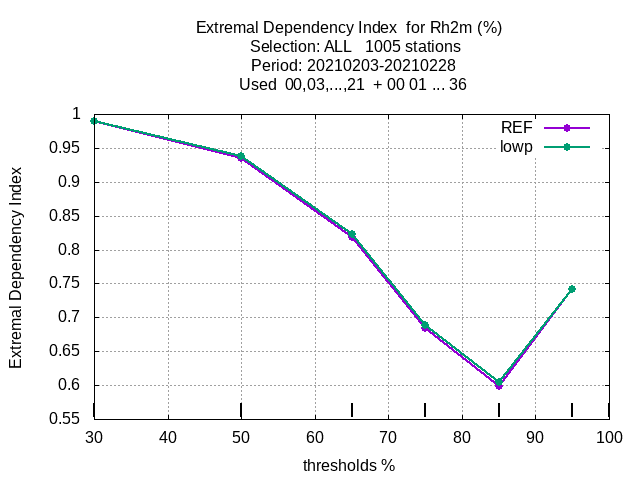 Extremal Dependency Index  for Rh2m (%)
Selection: ALL   1005 stations
Period: 20210203-20210228
Used  00,03,...,21  + 00 01 ... 36
REF
lowp
1
0.95
0.9
0.85
0.8
0.75
0.7
0.65
0.6
0.55
Extremal Dependency Index
30 40 50 60 70 80 90 100
thresholds %